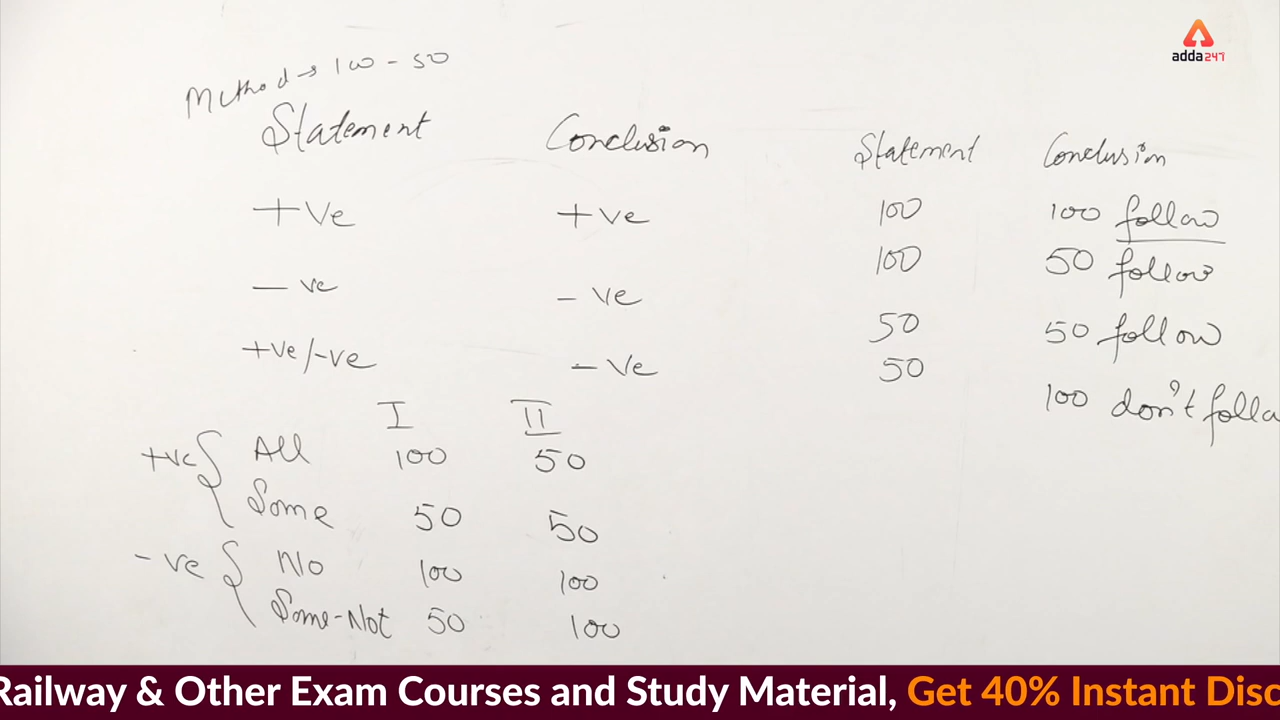 adda247
Method → 100 - 50
Statement Conclusion
+ve +ve
- ve - ve
+ve/-ve - ve
Statement Conclusion
100 100 follow
100 50 follow
50 50 follow
50
100 don't follo
I II
+ve { All 100 50
Some 50 50
- ve { No 100 100
Some-Not 50 100
Railway & Other Exam Courses and Study Material, Get 40% Instant Disc